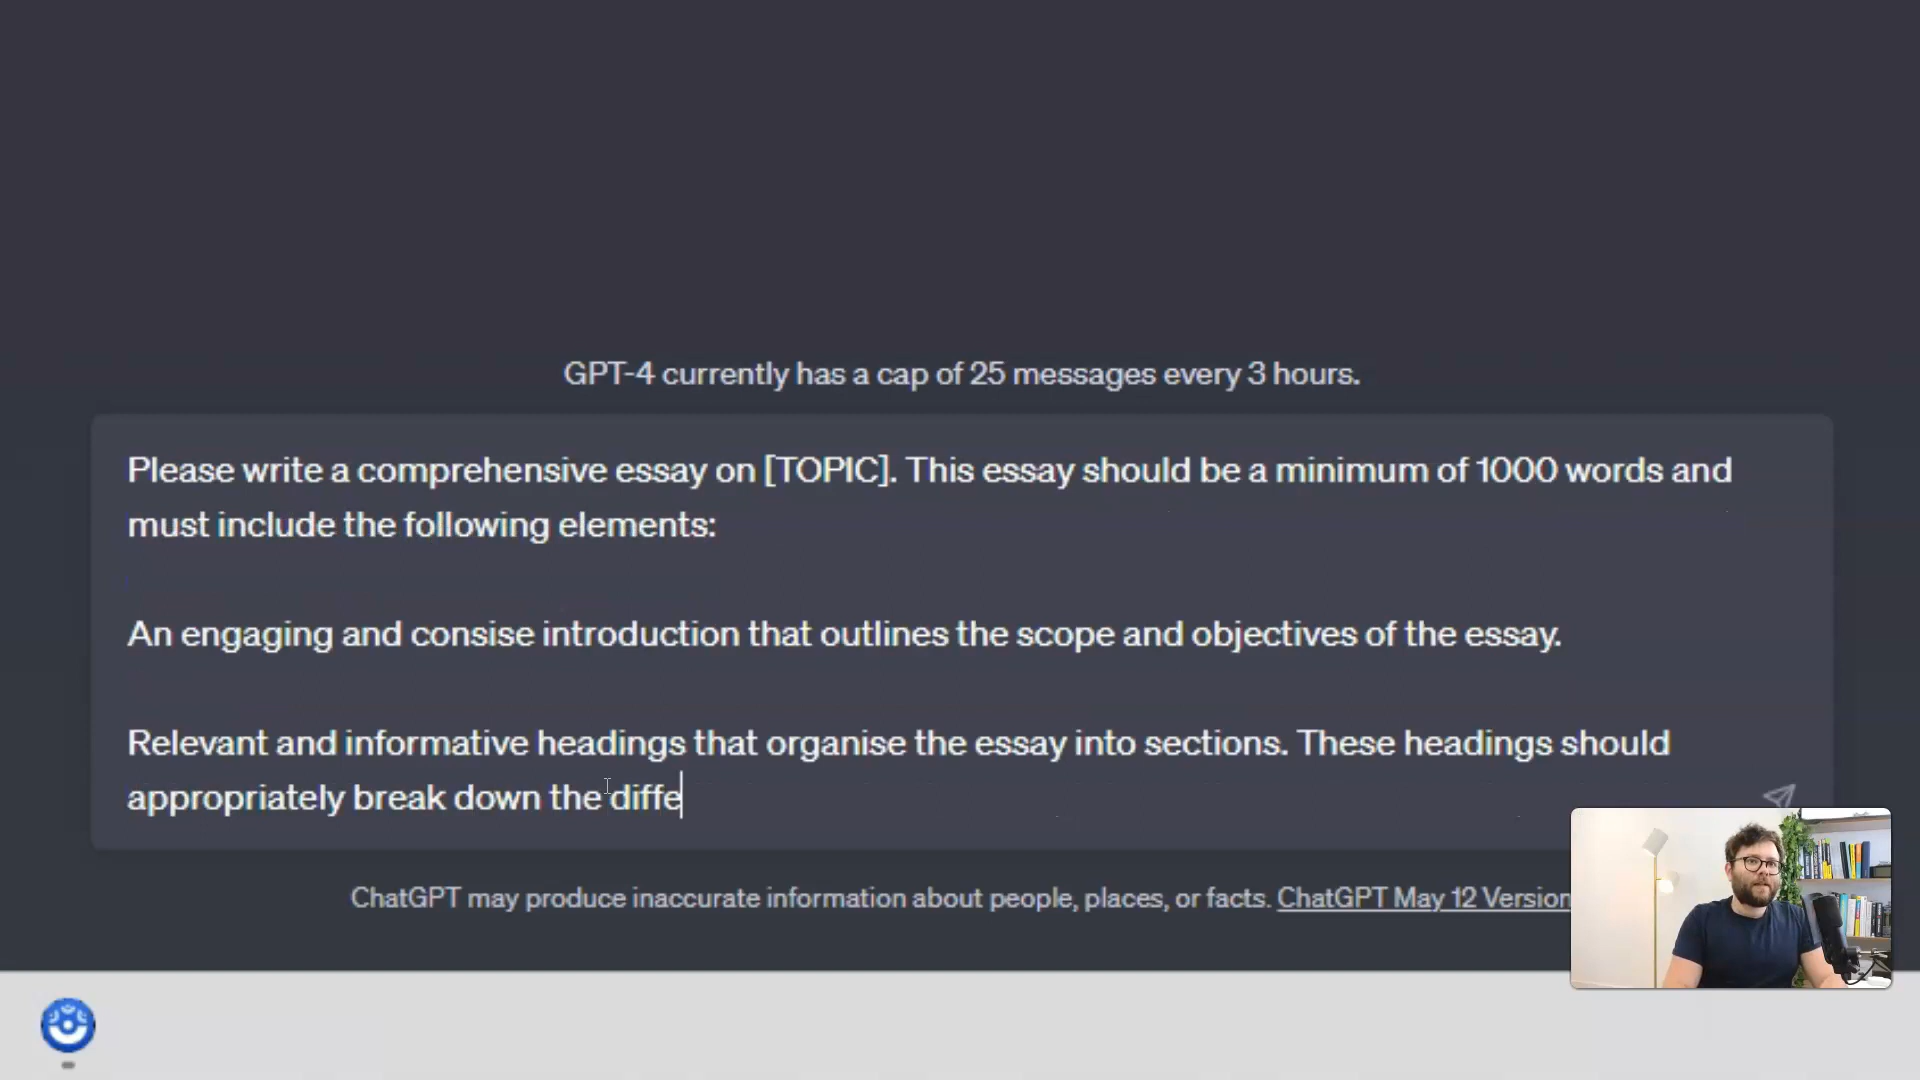 GPT-4 currently has a cap of 25 messages every 3 hours.
Please write a comprehensive essay on [TOPIC]. This essay should be a minimum of 1000 words and
must include the following elements:
An engaging and consise introduction that outlines the scope and objectives of the essay.
Relevant and informative headings that organise the essay into sections. These headings should
appropriately break down the diffe
ChatGPT may produce inaccurate information about people, places, or facts. ChatGPT May 12 Version